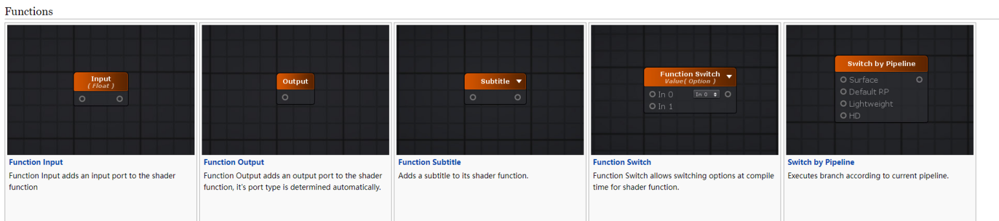 Functions
Input
( Float )
Function Input
Function Input adds an input port to the shader
function
Output
Function Output
Function Output adds an output port to the shader
function, it's port type is determined automatically.
Subtitle
Function Subtitle
Adds a subtitle to its shader function.
Function Switch
Value( Option )
In 0
In 0
In 1
Function Switch
Function Switch allows switching options at compile
time for shader function.
Switch by Pipeline
Surface
Default RP
Lightweight
HD
Switch by Pipeline
Executes branch according to current pipeline.